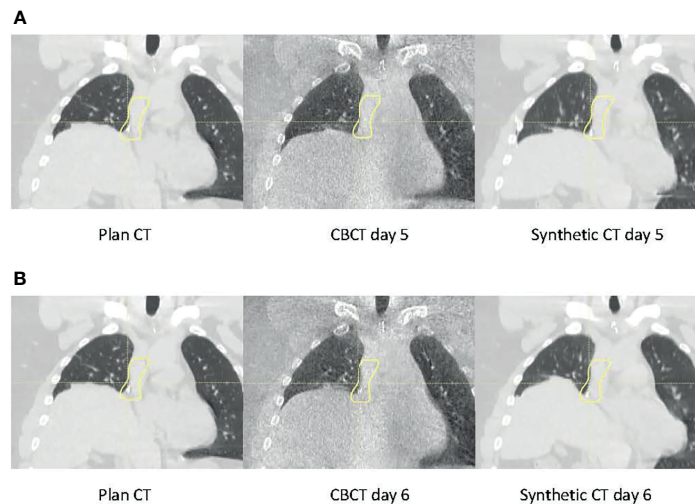 A
Plan CT
CBCT day 5
Synthetic CT day 5
B
Plan CT
CBCT day 6
Synthetic CT day 6